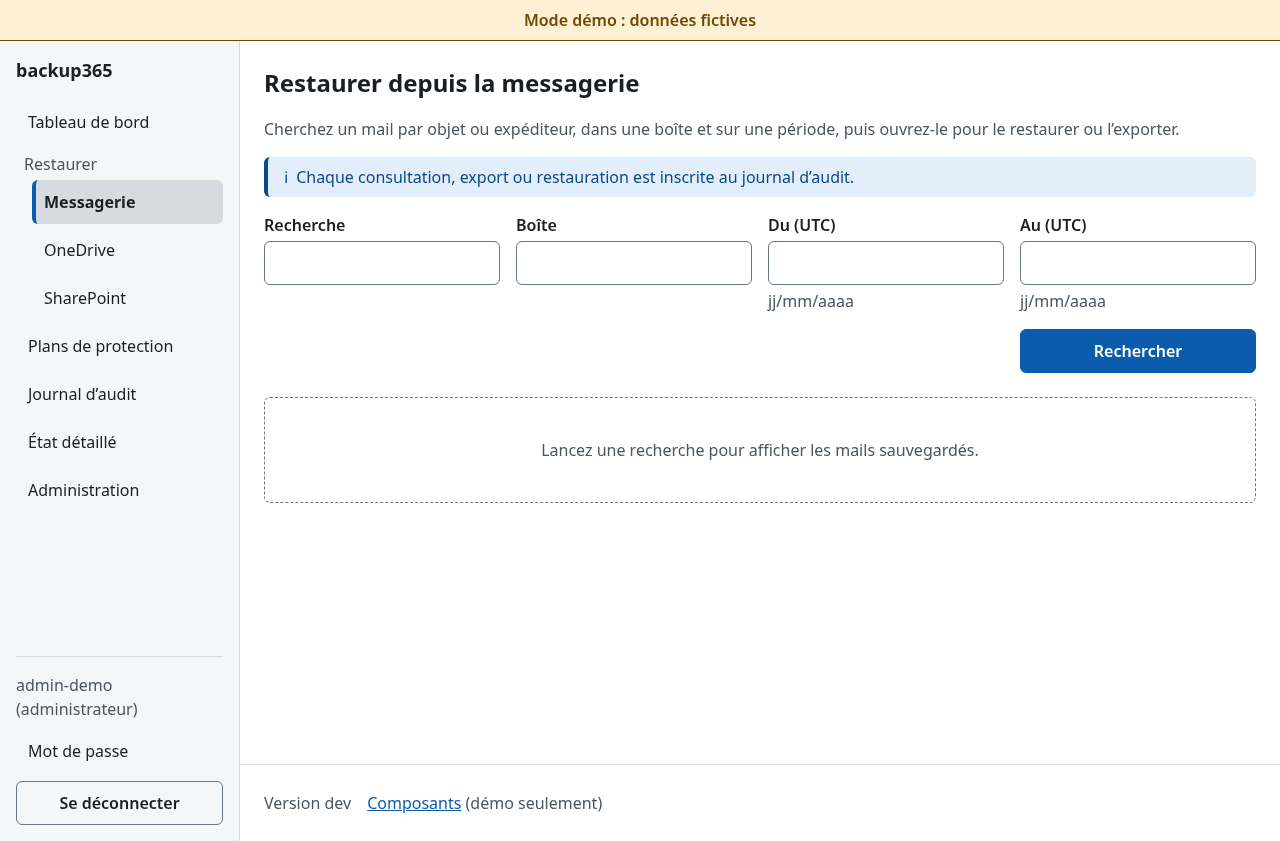 Mode démo : données fictives
backup365
Tableau de bord
Restaurer
Messagerie
OneDrive
SharePoint
Plans de protection
Journal d’audit
État détaillé
Administration
admin-demo
(administrateur)
Mot de passe
Se déconnecter
Restaurer depuis la messagerie
Cherchez un mail par objet ou expéditeur, dans une boîte et sur une période, puis ouvrez-le pour le restaurer ou l’exporter.
i Chaque consultation, export ou restauration est inscrite au journal d’audit.
Recherche Boîte Du (UTC) Au (UTC)
jj/mm/aaaa jj/mm/aaaa
Rechercher
Lancez une recherche pour afficher les mails sauvegardés.
Version dev Composants (démo seulement)